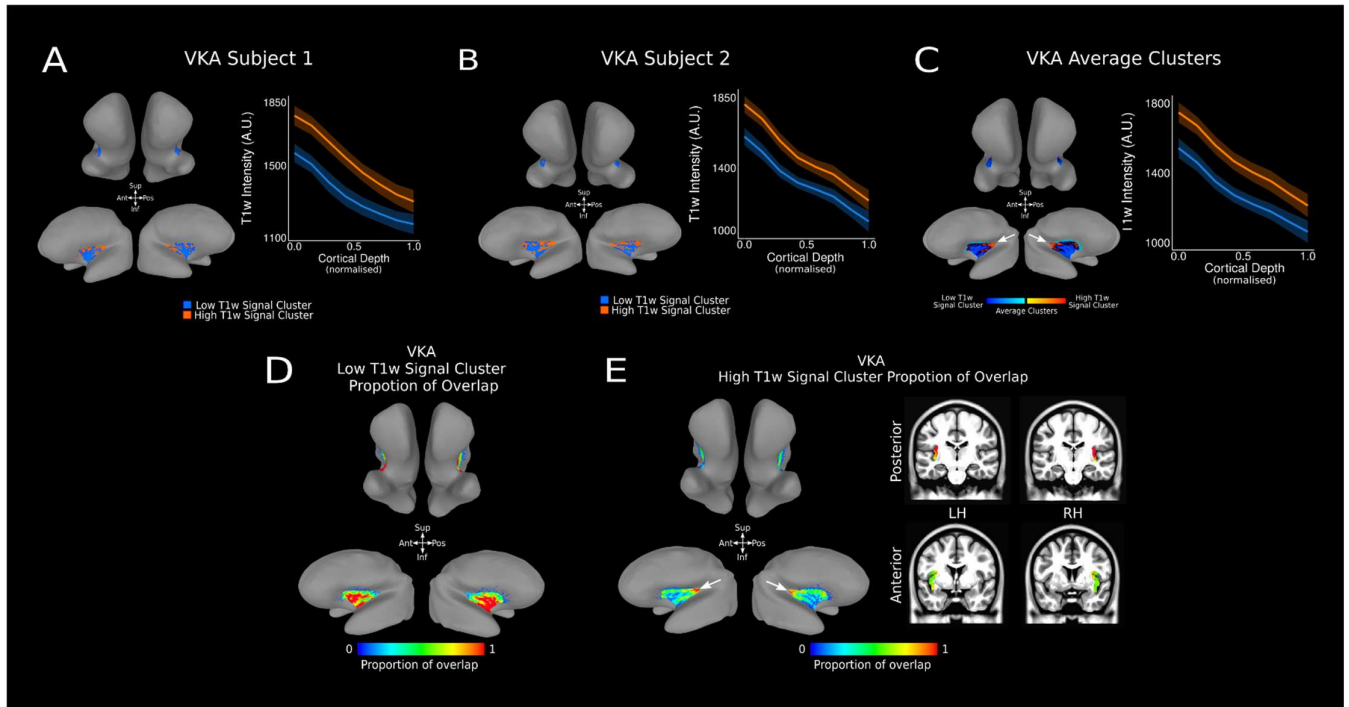 A
VKA Subject 1
1850
1500
1100
T1w Intensity (A.U.)
0.0 0.5 1.0
Cortical Depth
(normalised)
Sup
Ant Pos
Inf
Low T1w Signal Cluster
High T1w Signal Cluster
B
VKA Subject 2
1850
1400
1000
T1w Intensity (A.U.)
0.0 0.5 1.0
Cortical Depth
(normalised)
Sup
Ant Pos
Inf
Low T1w Signal Cluster
High T1w Signal Cluster
C
VKA Average Clusters
1800
1400
1000
T1w Intensity (A.U.)
0.0 0.5 1.0
Cortical Depth
(normalised)
Sup
Ant Pos
Inf
Low T1w
Signal Cluster
High T1w
Signal Cluster
Average Clusters
D
VKA
Low T1w Signal Cluster
Propotion of Overlap
Sup
Ant Pos
Inf
0 1
Proportion of overlap
E
VKA
High T1w Signal Cluster Propotion of Overlap
Sup
Ant Pos
Inf
0 1
Proportion of overlap
Posterior
LH RH
Anterior